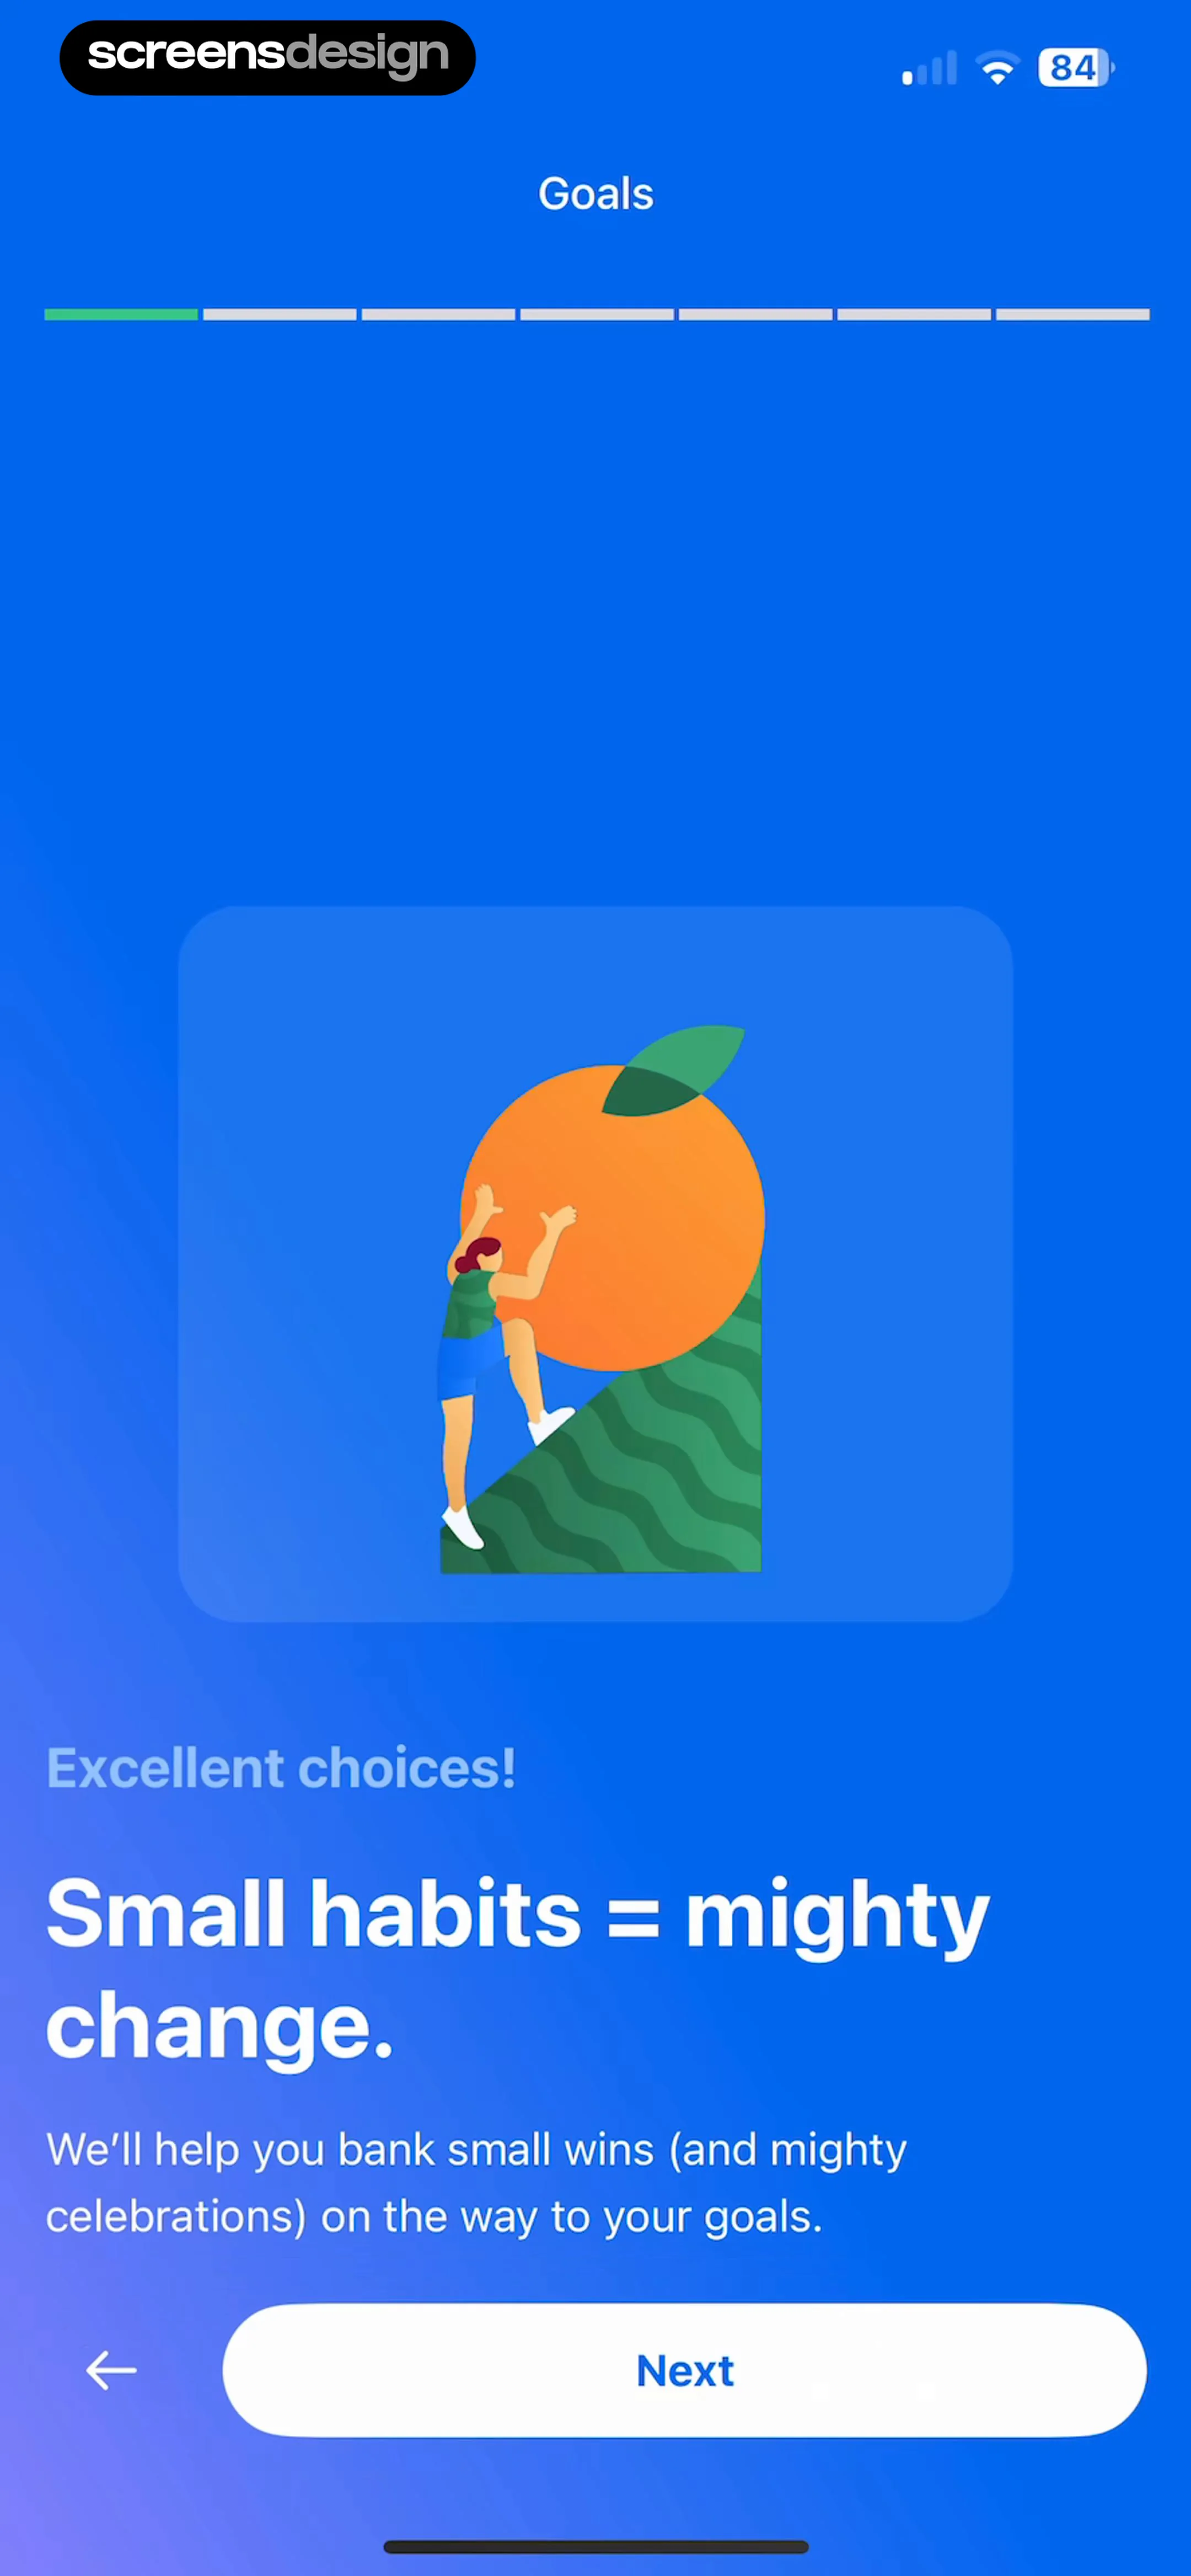 screensdesign
84
Goals
Excellent choices!
Small habits = mighty
change.
We’ll help you bank small wins (and mighty
celebrations) on the way to your goals.
Next